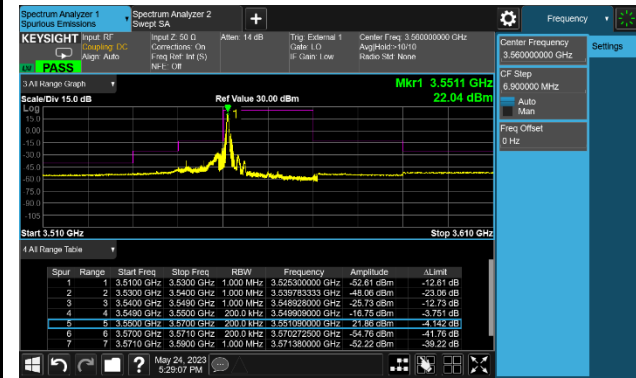 Spectrum Analyzer 1
Spurious Emissions
Spectrum Analyzer 2
Swept SA
Frequency
KEYSIGHT
Input: RF
Coupling: DC
Align: Auto
Input Z: 50 Ω
Corrections: On
Freq Ref: Int (S)
NFE: Off
Atten: 14 dB
Trig: External 1
Gate: LO
IF Gain: Low
Center Freq: 3.560000000 GHz
Avg|Hold:>10/10
Radio Std: None
PASS
Center Frequency
3.560000000 GHz
Settings
CF Step
6.900000 MHz
Auto
Man
Freq Offset
0 Hz
3 All Range Graph
Mkr1 3.5511 GHz
Scale/Div 15.0 dB
Ref Value 30.00 dBm
22.04 dBm
Log
15.0
0.00
-15.0
-30.0
-45.0
-60.0
-75.0
-90.0
-105
1
Start 3.510 GHz
Stop 3.610 GHz
4 All Range Table
Spur Range Start Freq Stop Freq RBW Frequency Amplitude ΔLimit
1 1 3.5100 GHz 3.5300 GHz 1.000 MHz 3.525300000 GHz -52.61 dBm -12.61 dB
2 2 3.5300 GHz 3.5400 GHz 1.000 MHz 3.539783333 GHz -48.06 dBm -23.06 dB
3 3 3.5400 GHz 3.5490 GHz 1.000 MHz 3.548928000 GHz -25.73 dBm -12.73 dB
4 4 3.5490 GHz 3.5500 GHz 200.0 kHz 3.549909000 GHz -16.75 dBm -3.751 dB
5 5 3.5500 GHz 3.5700 GHz 200.0 kHz 3.551090000 GHz 21.86 dBm -4.142 dB
6 6 3.5700 GHz 3.5710 GHz 200.0 kHz 3.570272500 GHz -54.76 dBm -41.76 dB
7 7 3.5710 GHz 3.5900 GHz 1.000 MHz 3.571380000 GHz -52.22 dBm -39.22 dB
May 24, 2023
5:29:07 PM